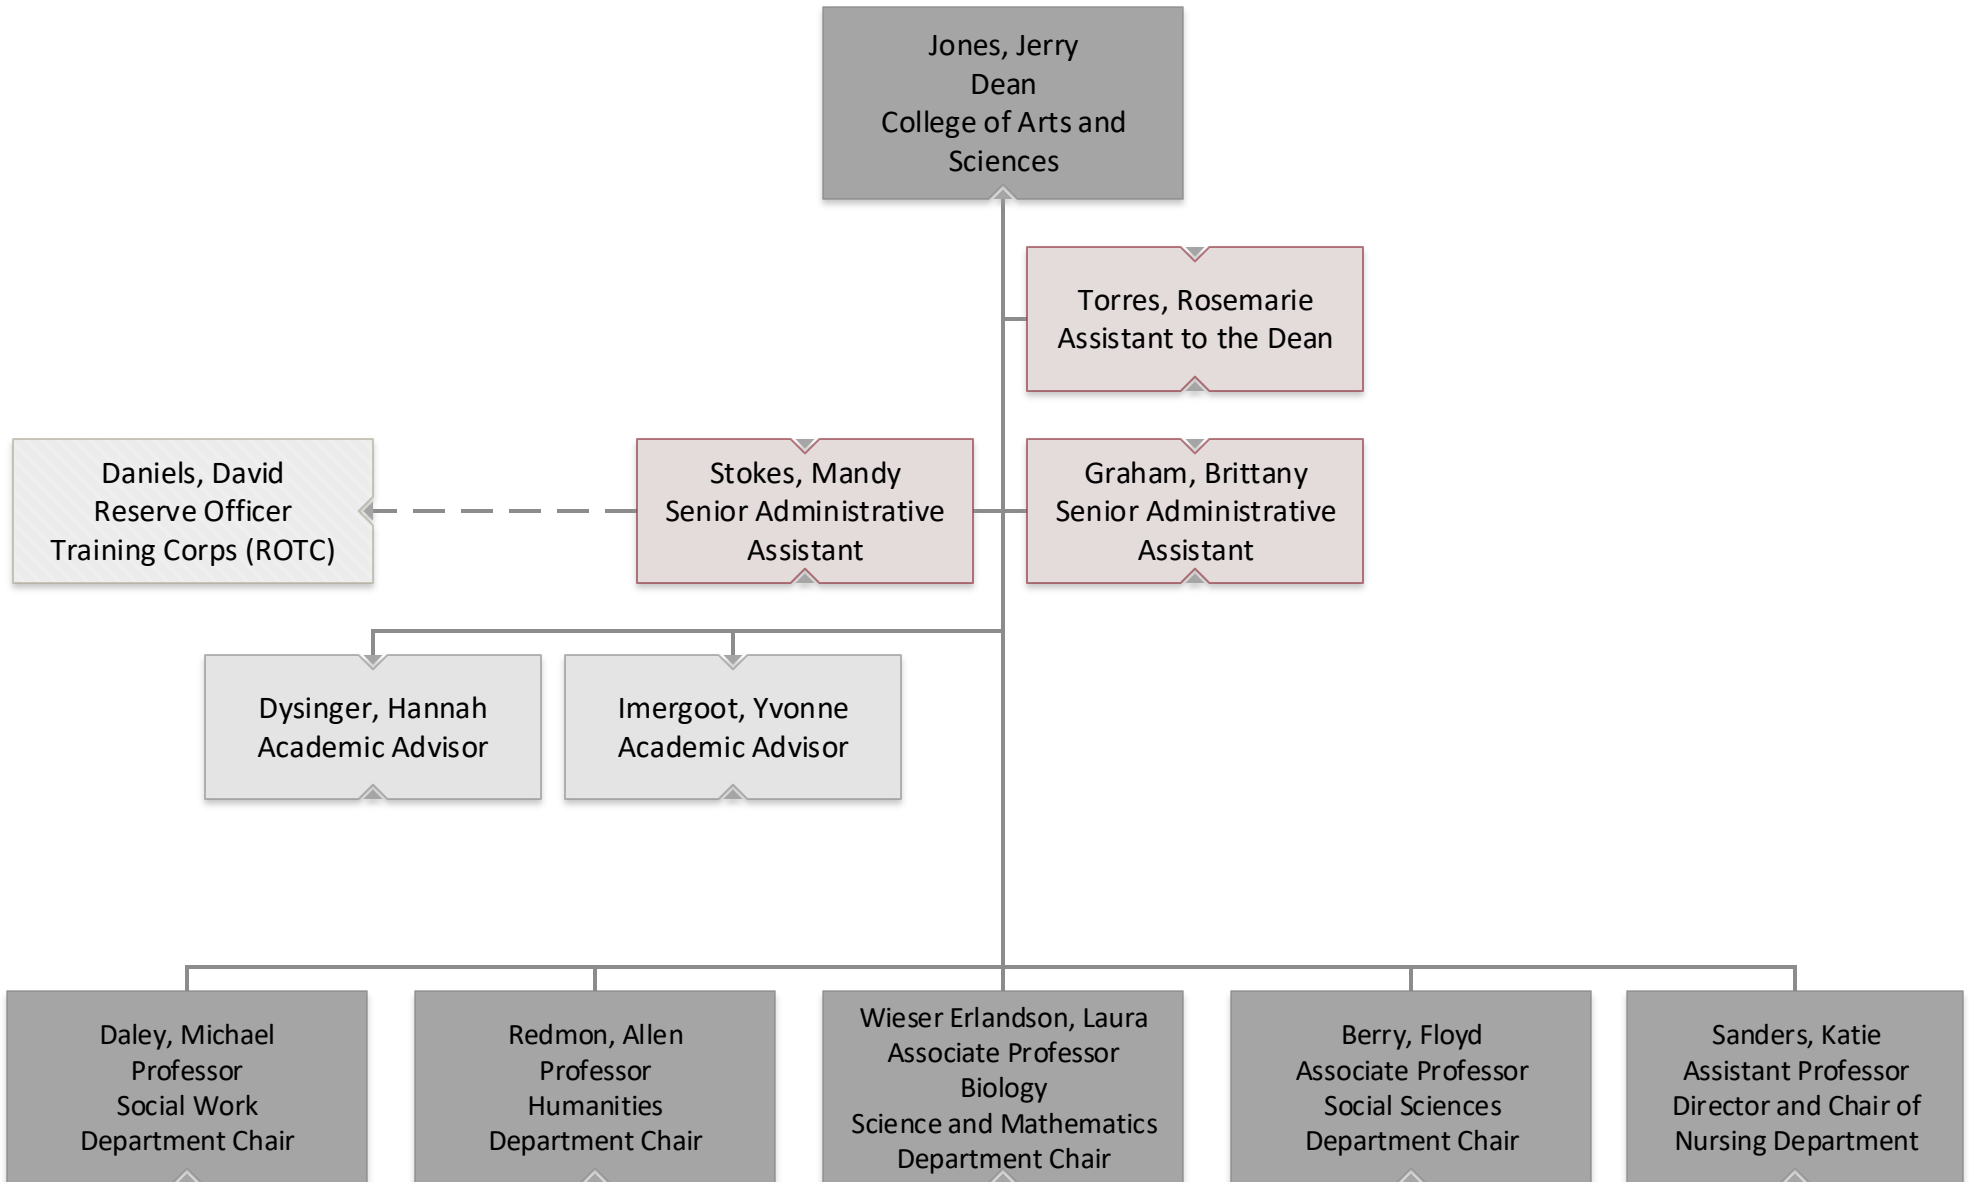 Jones, Jerry
Dean
College of Arts and
Sciences
Torres, Rosemarie
Assistant to the Dean
Daniels, David
Reserve Officer
Training Corps (ROTC)
Stokes, Mandy
Senior Administrative
Assistant
Graham, Brittany
Senior Administrative
Assistant
Dysinger, Hannah
Academic Advisor
Imergoot, Yvonne
Academic Advisor
Daley, Michael
Professor
Social Work
Department Chair
Redmon, Allen
Professor
Humanities
Department Chair
Wieser Erlandson, Laura
Associate Professor
Biology
Science and Mathematics
Department Chair
Berry, Floyd
Associate Professor
Social Sciences
Department Chair
Sanders, Katie
Assistant Professor
Director and Chair of
Nursing Department